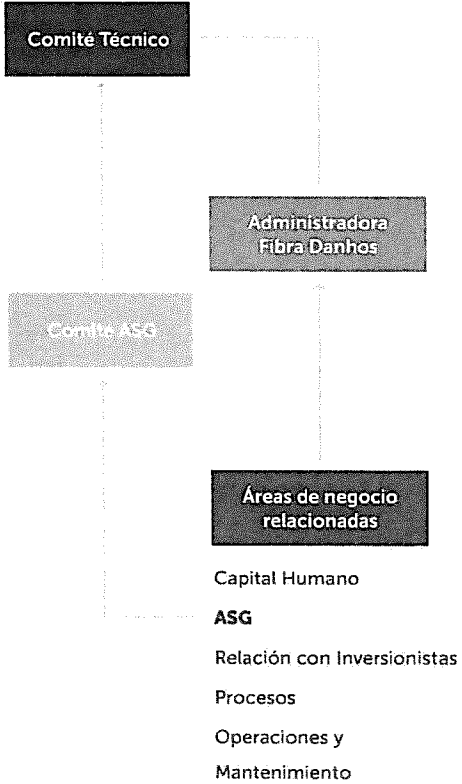 Comité Técnico
Administradora
Fibra Danhos
Comité ASG
Áreas de negocio
relacionadas
Capital Humano
ASG
Relación con Inversionistas
Procesos
Operaciones y
Mantenimiento